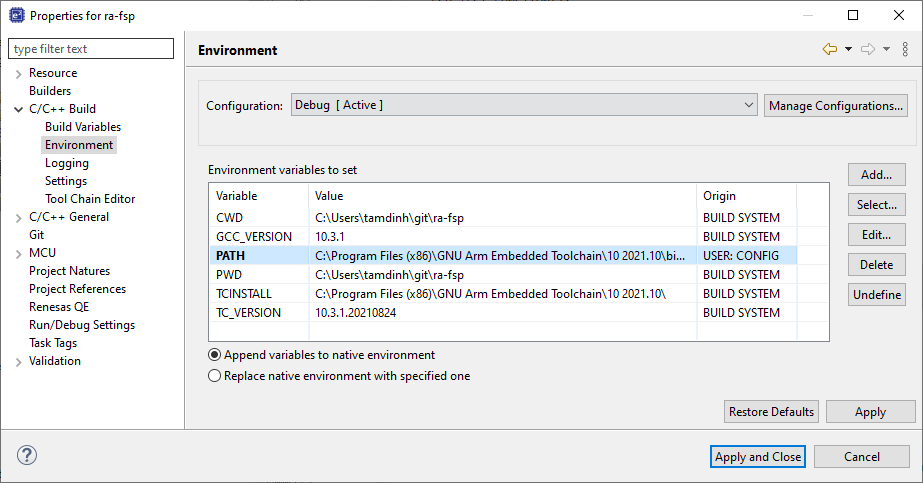 Properties for ra-fsp
type filter text
Resource
Builders
C/C++ Build
Build Variables
Environment
Logging
Settings
Tool Chain Editor
C/C++ General
Git
MCU
Project Natures
Project References
Renesas QE
Run/Debug Settings
Task Tags
Validation
Environment
Configuration: Debug [ Active ] Manage Configurations...
Environment variables to set
Variable Value Origin
CWD C:\Users\tamdinh\git\ra-fsp BUILD SYSTEM
GCC_VERSION 10.3.1 BUILD SYSTEM
PATH C:\Program Files (x86)\GNU Arm Embedded Toolchain\10 2021.10\bi... USER: CONFIG
PWD C:\Users\tamdinh\git\ra-fsp BUILD SYSTEM
TCINSTALL C:\Program Files (x86)\GNU Arm Embedded Toolchain\10 2021.10\ BUILD SYSTEM
TC_VERSION 10.3.1.20210824 BUILD SYSTEM
Add...
Select...
Edit...
Delete
Undefine
Append variables to native environment
Replace native environment with specified one
Restore Defaults Apply
Apply and Close Cancel